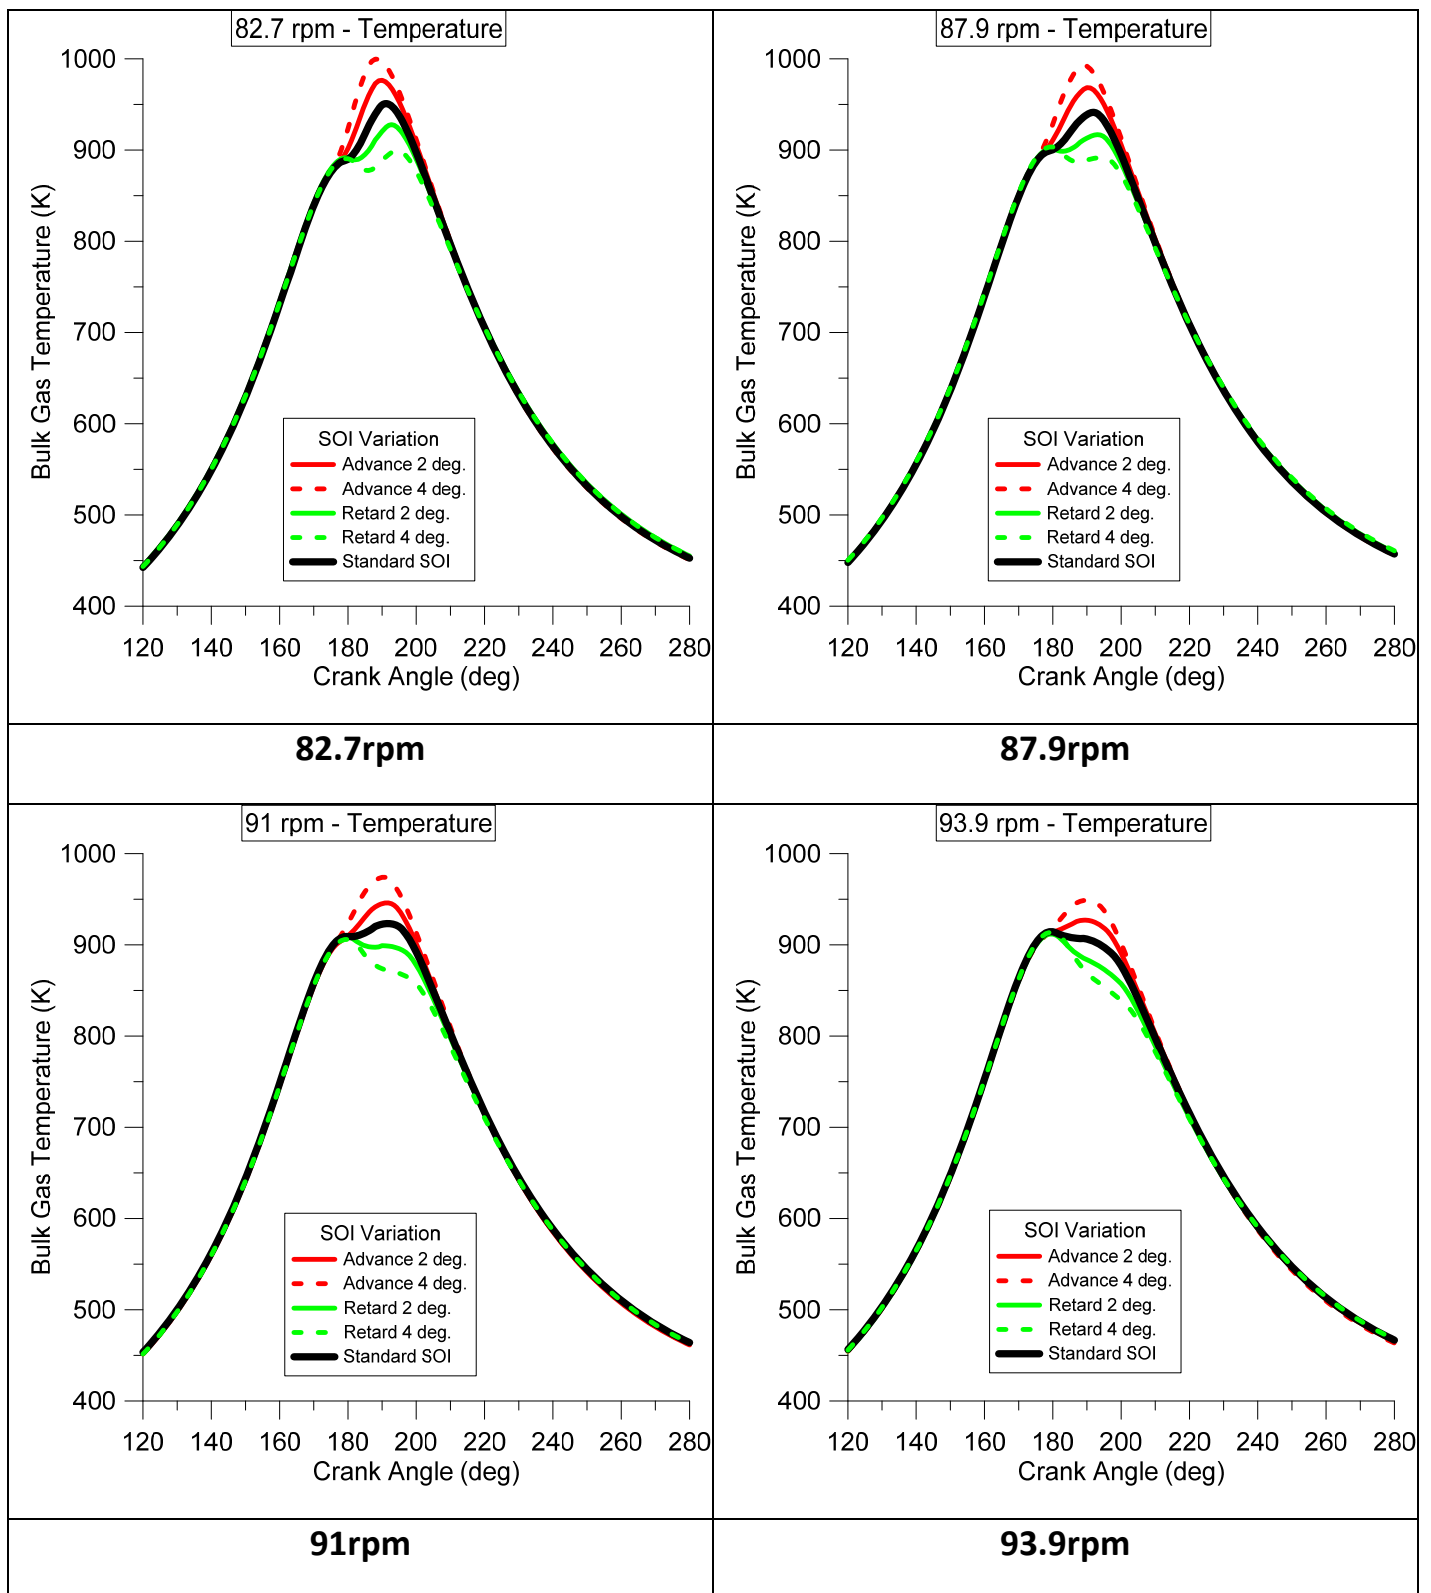 82.7 rpm - Temperature
Bulk Gas Temperature (K)
1000
900
800
700
600
500
400
SOI Variation
Advance 2 deg.
Advance 4 deg.
Retard 2 deg.
Retard 4 deg.
Standard SOI
120 140 160 180 200 220 240 260 280
Crank Angle (deg)
82.7rpm
87.9 rpm - Temperature
Bulk Gas Temperature (K)
1000
900
800
700
600
500
400
SOI Variation
Advance 2 deg.
Advance 4 deg.
Retard 2 deg.
Retard 4 deg.
Standard SOI
120 140 160 180 200 220 240 260 280
Crank Angle (deg)
87.9rpm
91 rpm - Temperature
Bulk Gas Temperature (K)
1000
900
800
700
600
500
400
SOI Variation
Advance 2 deg.
Advance 4 deg.
Retard 2 deg.
Retard 4 deg.
Standard SOI
120 140 160 180 200 220 240 260 280
Crank Angle (deg)
91rpm
93.9 rpm - Temperature
Bulk Gas Temperature (K)
1000
900
800
700
600
500
400
SOI Variation
Advance 2 deg.
Advance 4 deg.
Retard 2 deg.
Retard 4 deg.
Standard SOI
120 140 160 180 200 220 240 260 280
Crank Angle (deg)
93.9rpm